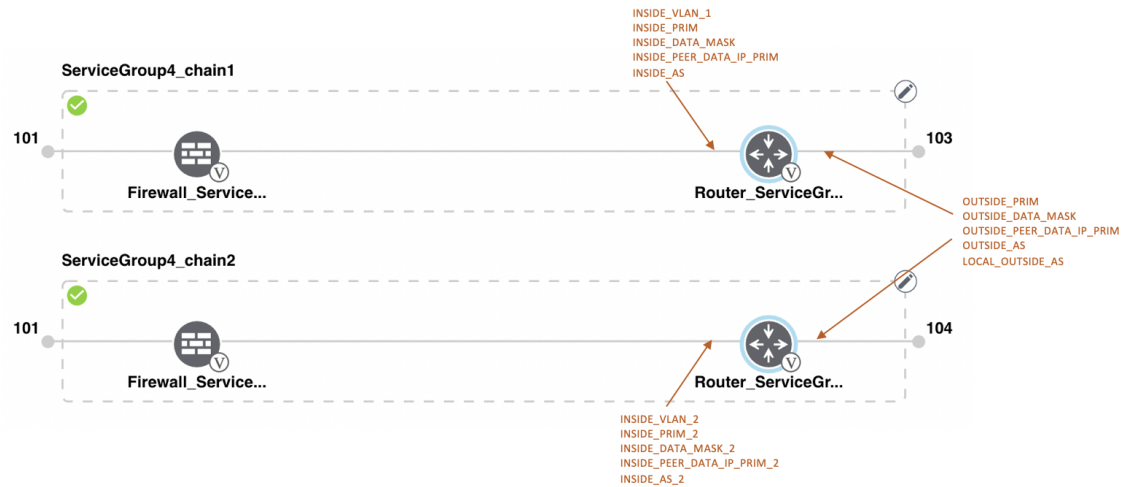 INSIDE_VLAN_1
INSIDE_PRIM
INSIDE_DATA_MASK
INSIDE_PEER_DATA_IP_PRIM
INSIDE_AS
ServiceGroup4_chain1
101
103
V
V
Firewall_Service...
Router_ServiceGr...
OUTSIDE_PRIM
OUTSIDE_DATA_MASK
OUTSIDE_PEER_DATA_IP_PRIM
OUTSIDE_AS
LOCAL_OUTSIDE_AS
ServiceGroup4_chain2
101
104
V
V
Firewall_Service...
Router_ServiceGr...
INSIDE_VLAN_2
INSIDE_PRIM_2
INSIDE_DATA_MASK_2
INSIDE_PEER_DATA_IP_PRIM_2
INSIDE_AS_2